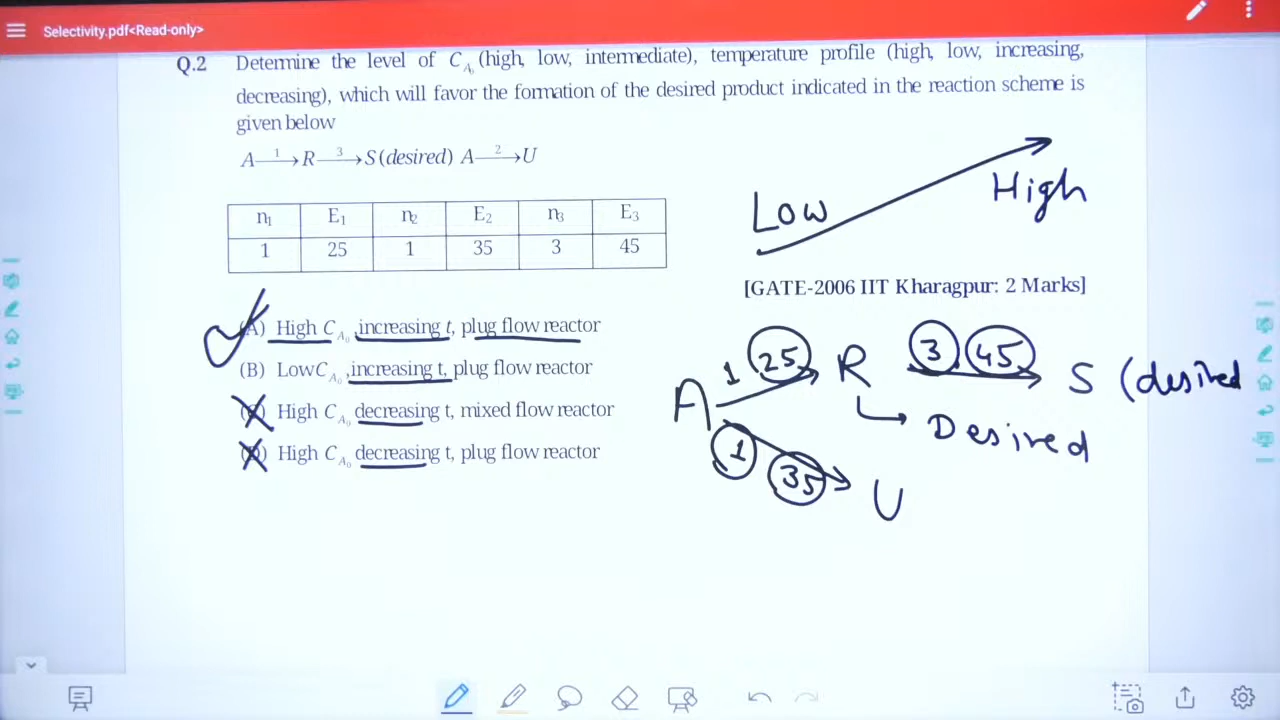 Selectivity.pdf<Read-only>
Q.2 Determine the level of C_A₀ (high, low, intermediate), temperature profile (high, low, increasing,
decreasing), which will favor the formation of the desired product indicated in the reaction scheme is
given below
A —1→ R —3→ S(desired) A —2→ U
n₁ E₁ n₂ E₂ n₃ E₃
1 25 1 35 3 45
Low High
[GATE-2006 IIT Kharagpur: 2 Marks]
(A) High C_A₀, increasing t, plug flow reactor
(B) Low C_A₀, increasing t, plug flow reactor
(C) High C_A₀ decreasing t, mixed flow reactor
(D) High C_A₀ decreasing t, plug flow reactor
A 1 25 R 3 45 S (desired
Desired
1 35 U